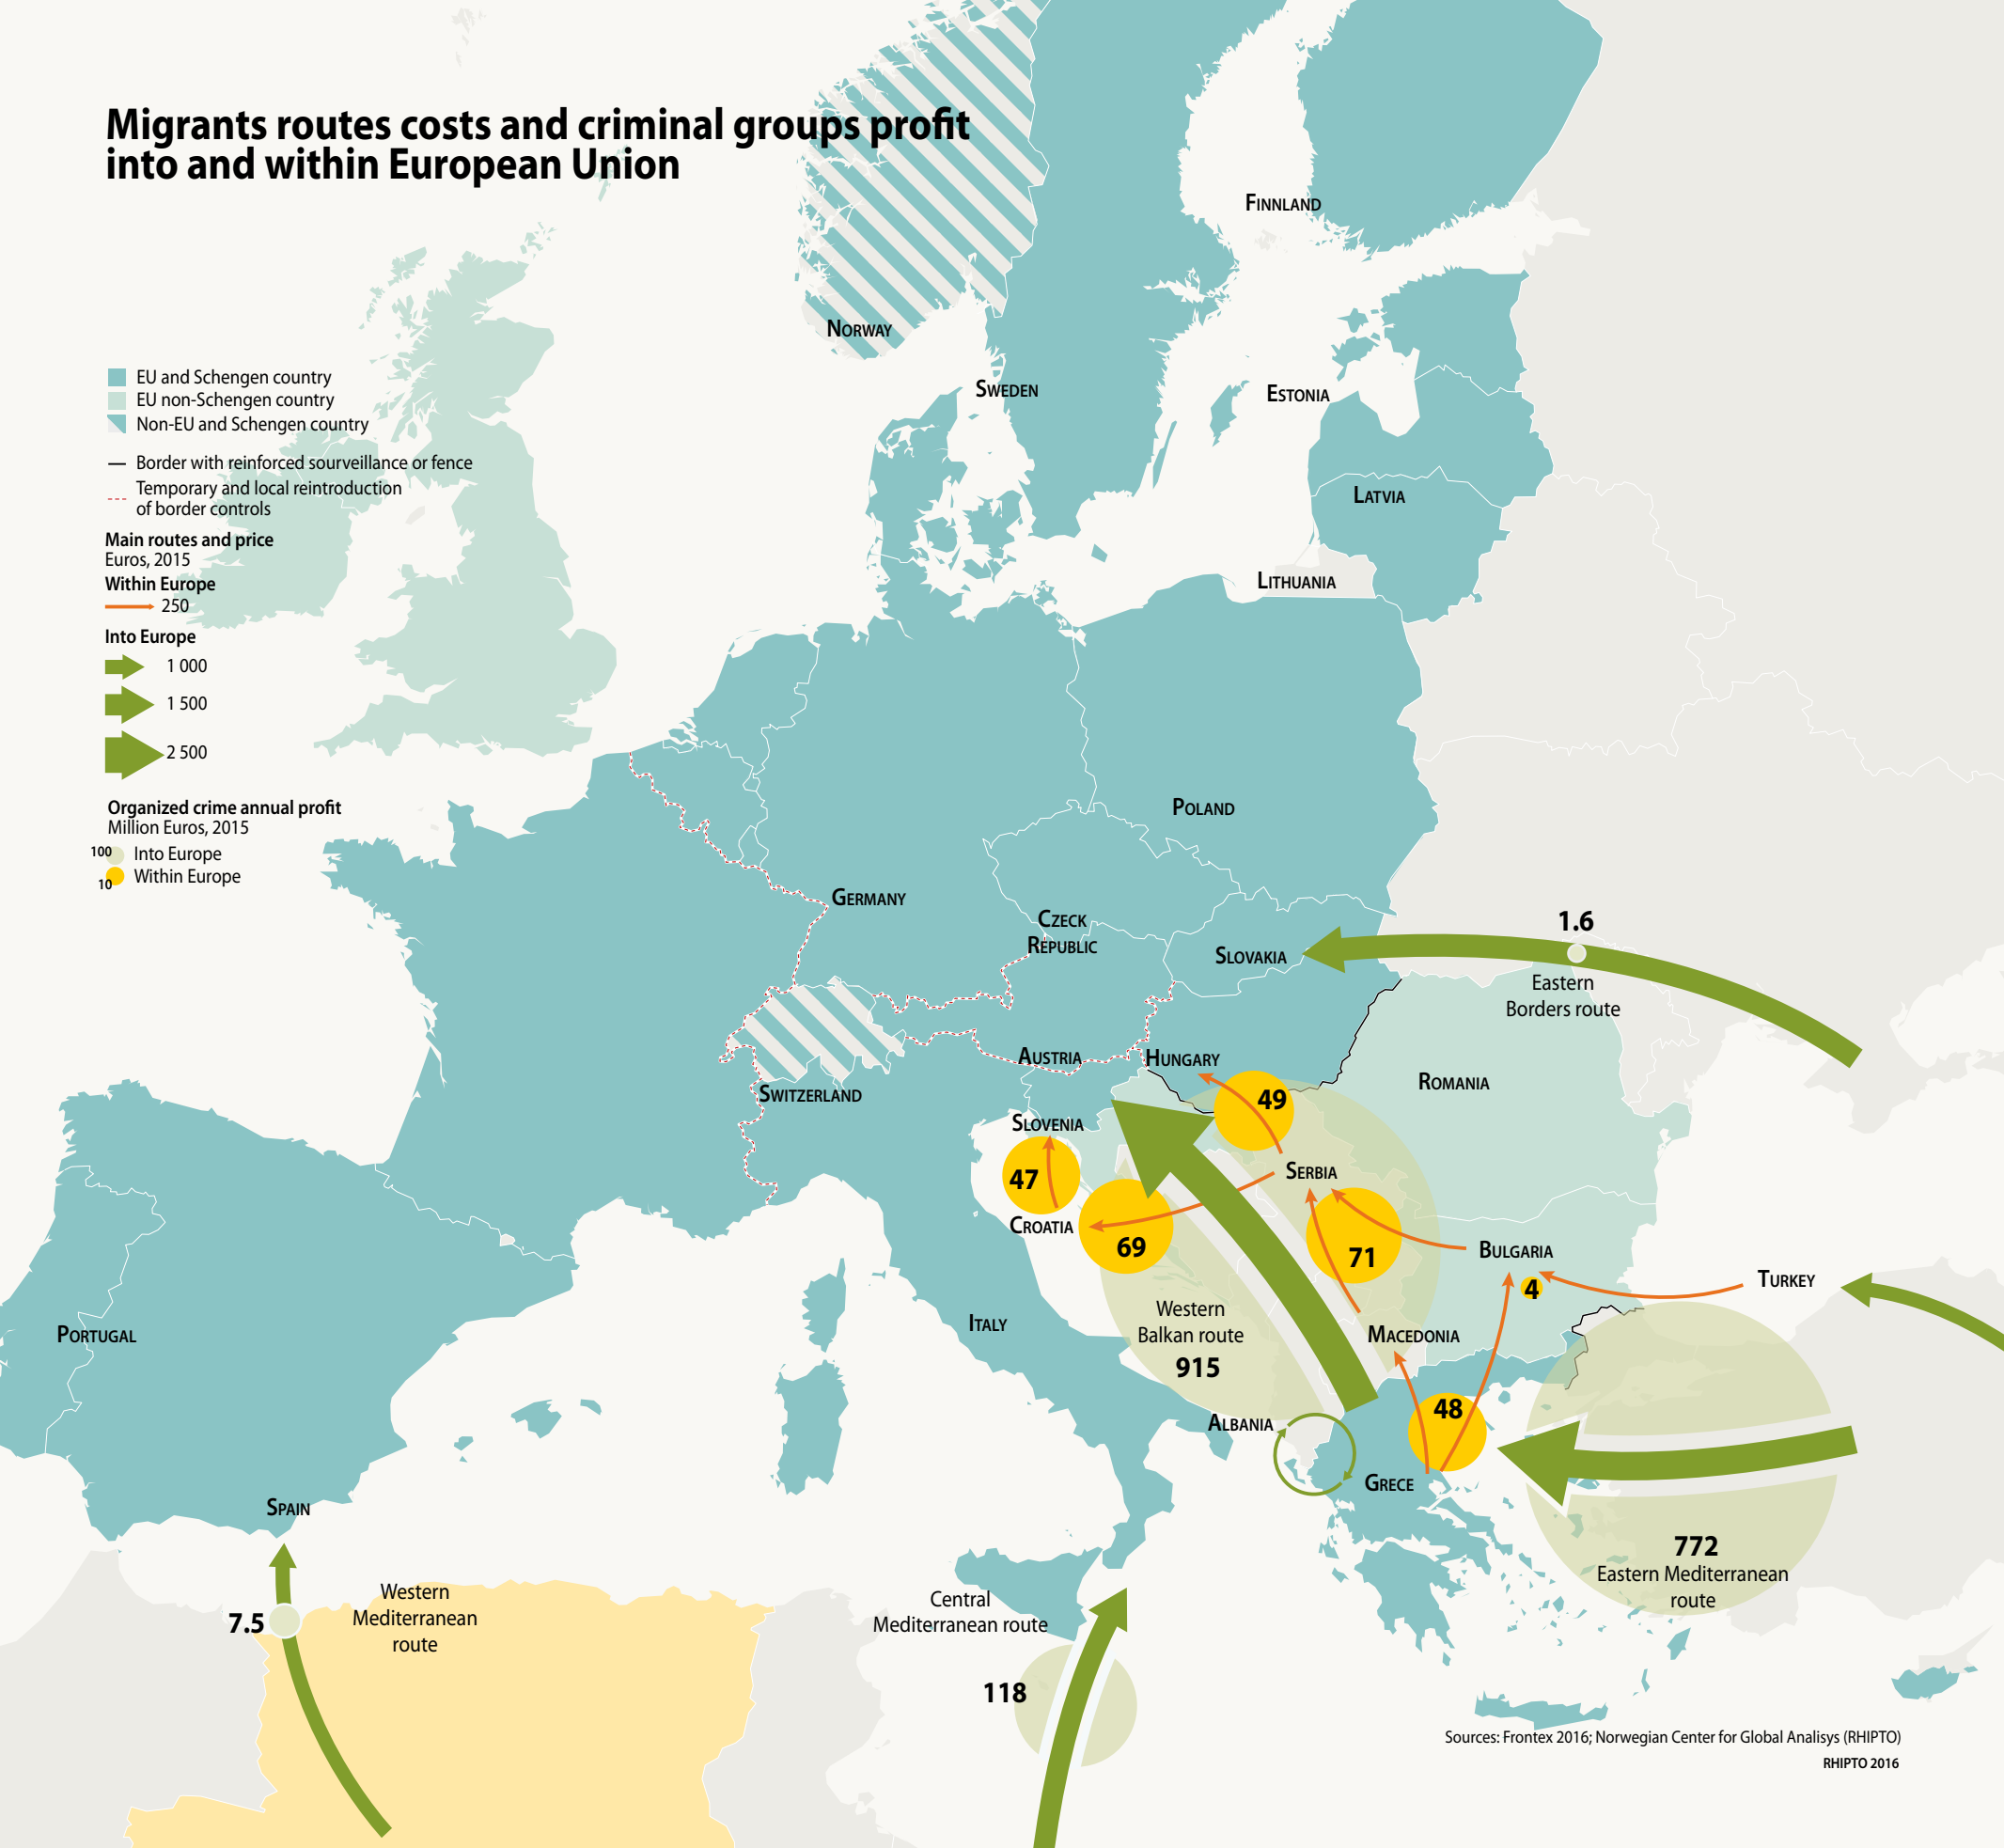 Migrants routes costs and criminal groups profit
into and within European Union
EU and Schengen country
EU non-Schengen country
Non-EU and Schengen country
Border with reinforced sourveillance or fence
Temporary and local reintroduction
of border controls
Main routes and price
Euros, 2015
Within Europe
250
Into Europe
1 000
1 500
2 500
Organized crime annual profit
Million Euros, 2015
100 Into Europe
10 Within Europe
Finnland
Norway
Sweden
Estonia
Latvia
Lithuania
Poland
Germany
Czeck
Republic
Slovakia
1.6
Eastern
Borders route
Austria
Hungary
Romania
Switzerland
Slovenia
49
47
Serbia
Croatia
69
71
Bulgaria
4
Turkey
Portugal
Italy
Western
Balkan route
915
Macedonia
Albania
48
Grece
Spain
772
Eastern Mediterranean
route
Western
Mediterranean
route
7.5
Central
Mediterranean route
118
Sources: Frontex 2016; Norwegian Center for Global Analisys (RHIPTO)
RHIPTO 2016